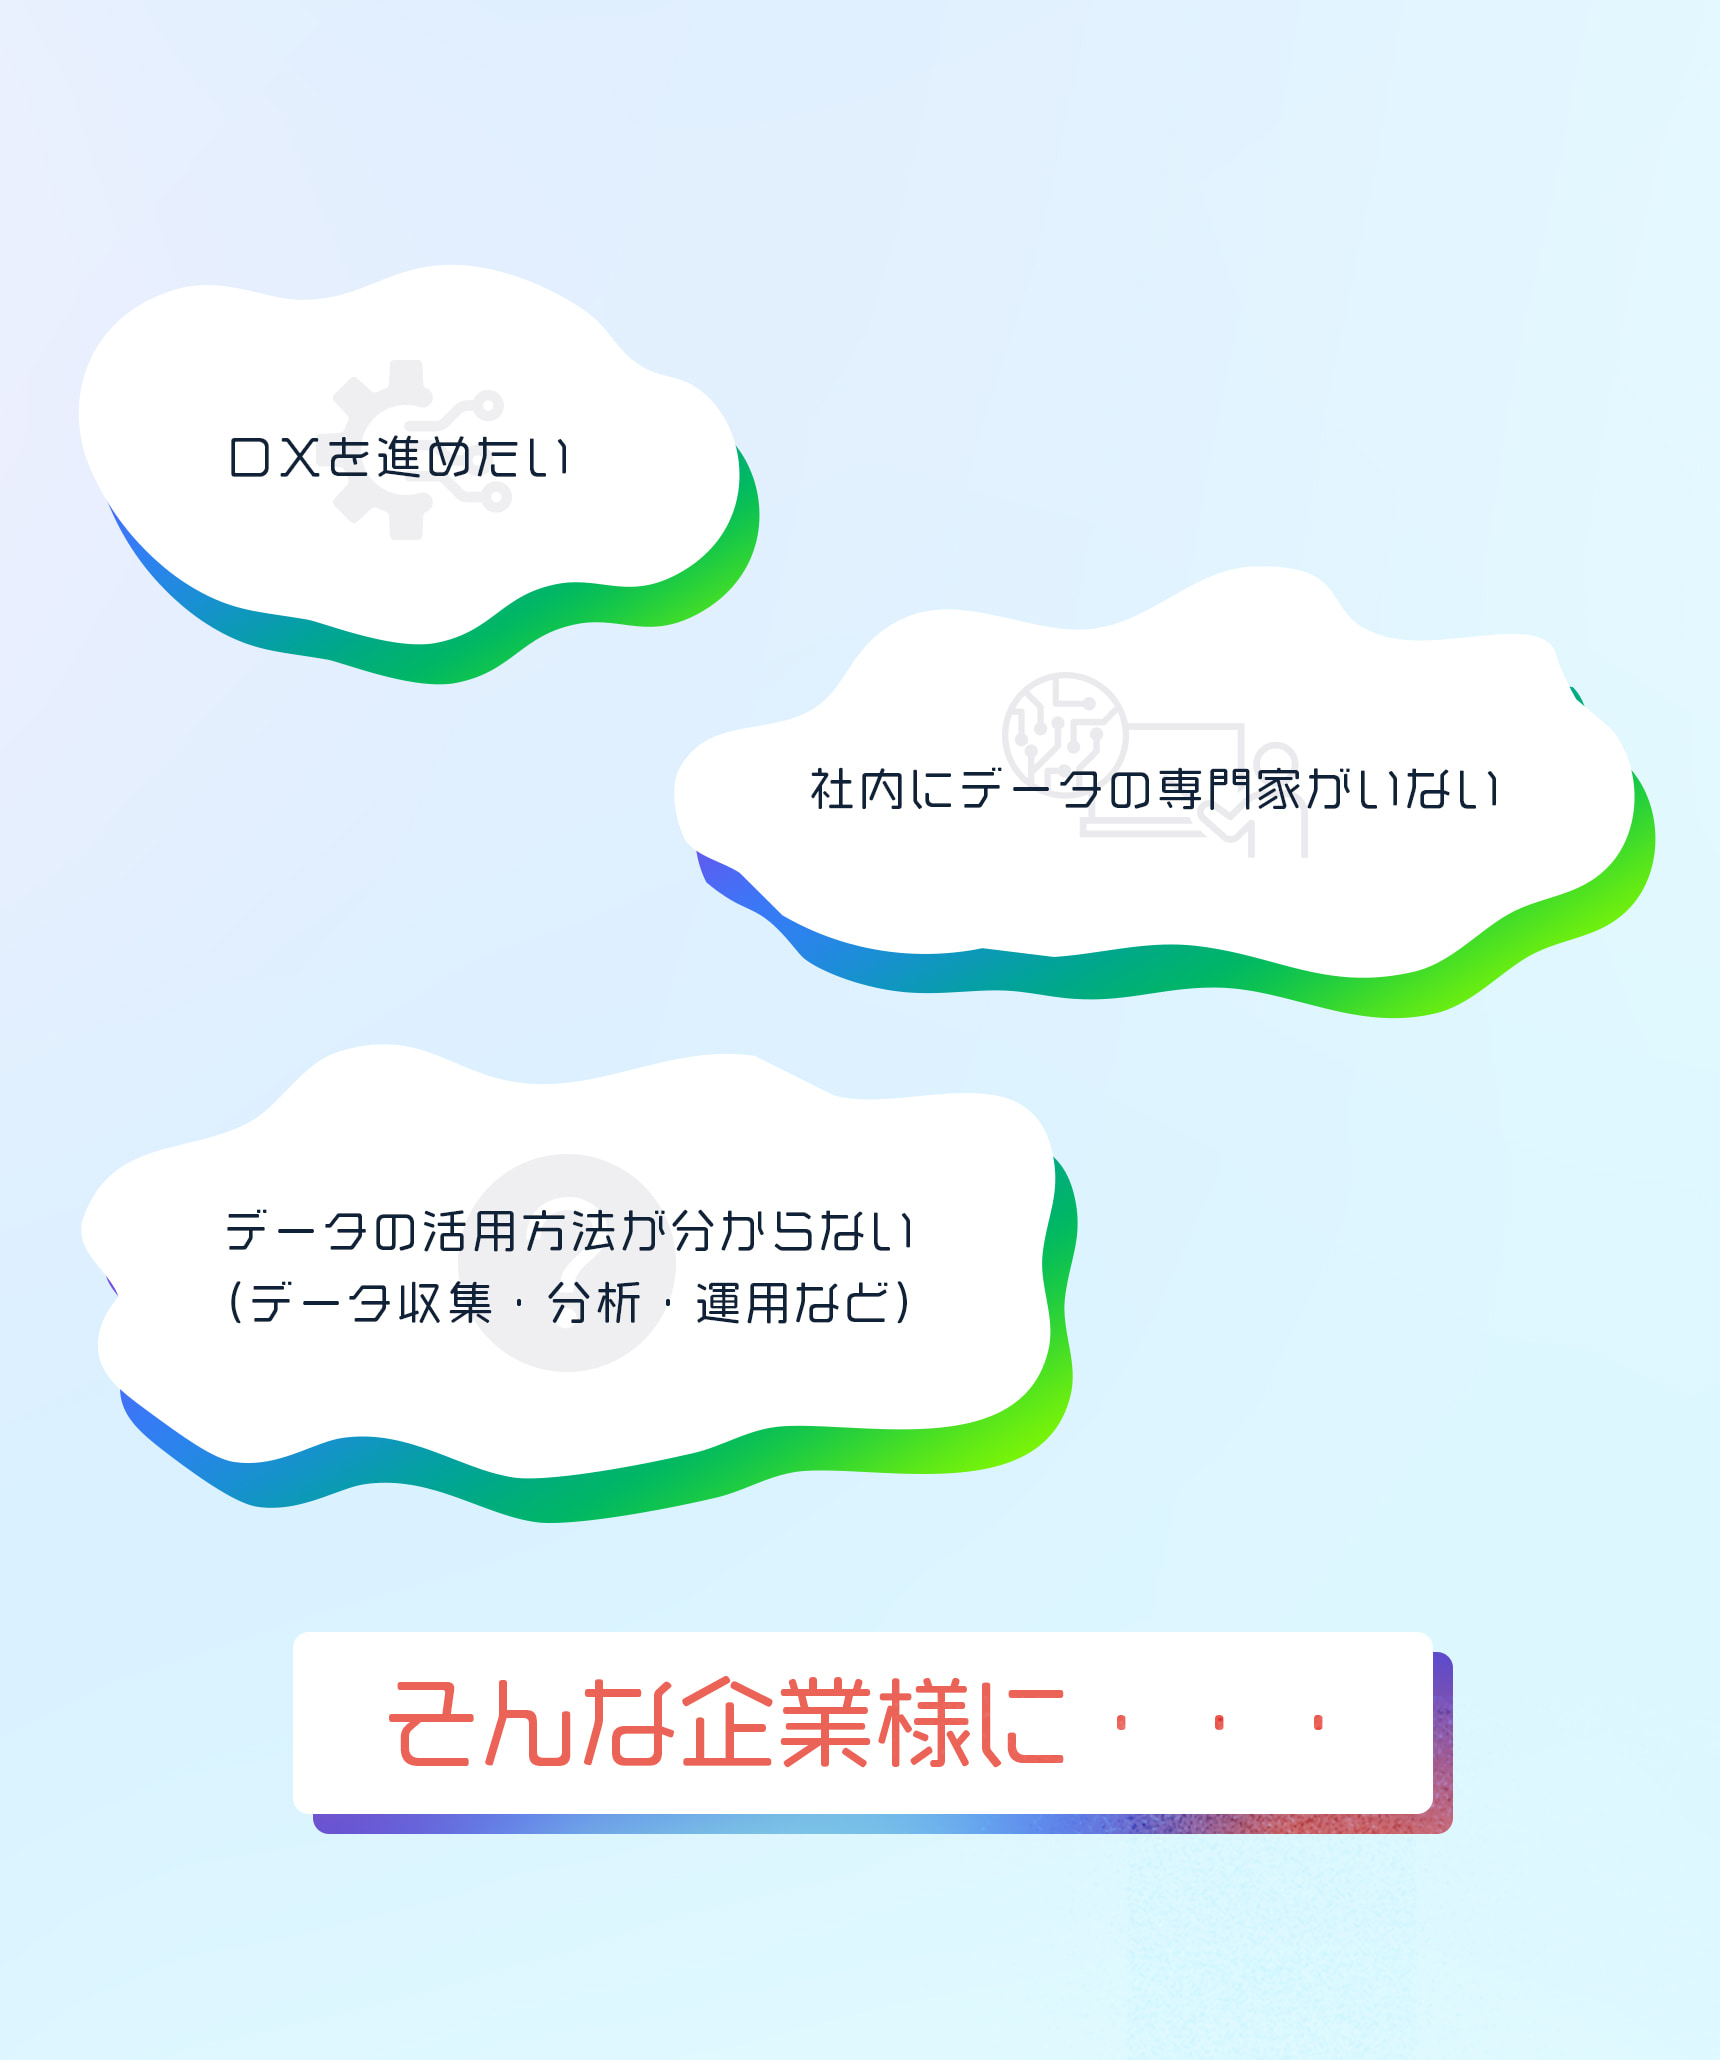 DXを進めたい
社内にデータの専門家がいない
データの活用方法が分からない
(データ収集・分析・運用など)
そんな企業様に・・・